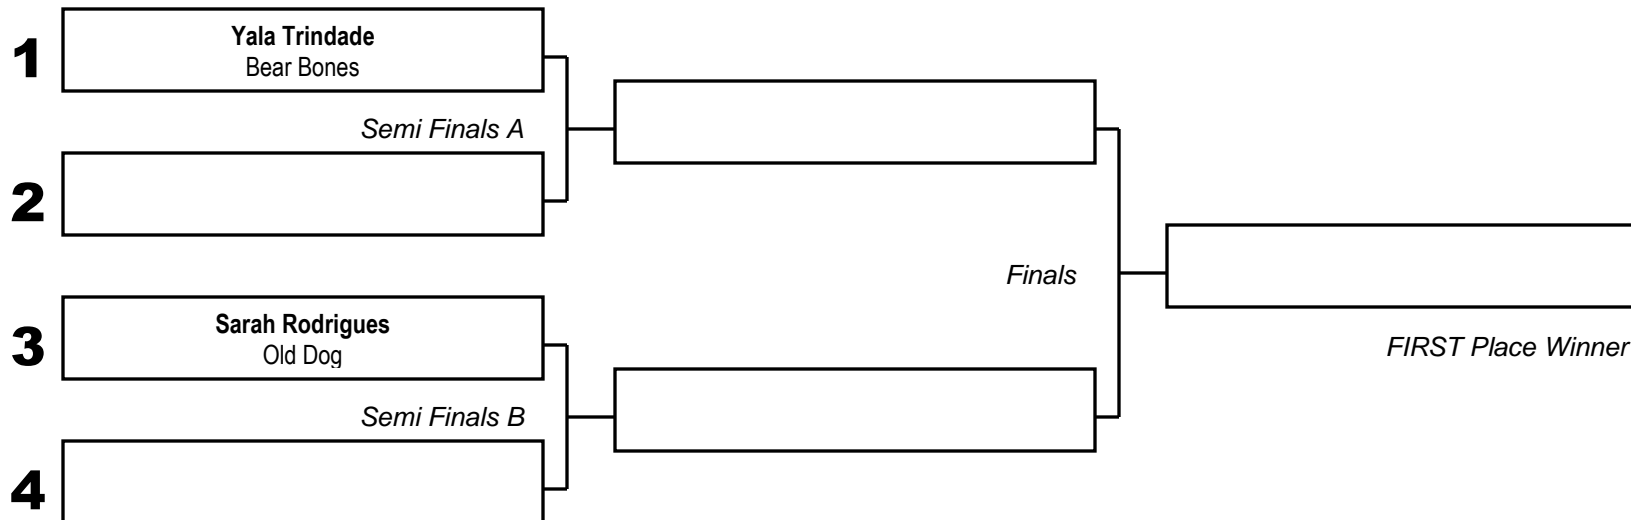 1
Yala Trindade
Bear Bones
Semi Finals A
2
3
Sarah Rodrigues
Old Dog
Semi Finals B
4
Finals
FIRST Place Winner